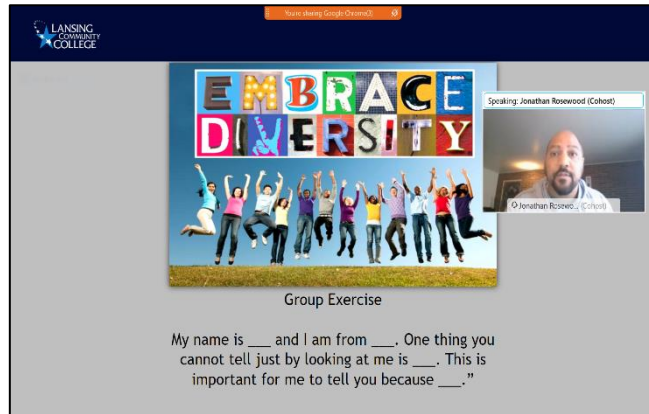 You're sharing Google Chrome(3)
LANSING
COMMUNITY
COLLEGE
EMBRACE
DIVERSITY
Speaking: Jonathan Rosewood (Cohost)
Jonathan Rosewo... (Cohost)
Group Exercise
My name is ___ and I am from ___. One thing you
cannot tell just by looking at me is ___. This is
important for me to tell you because ___.”